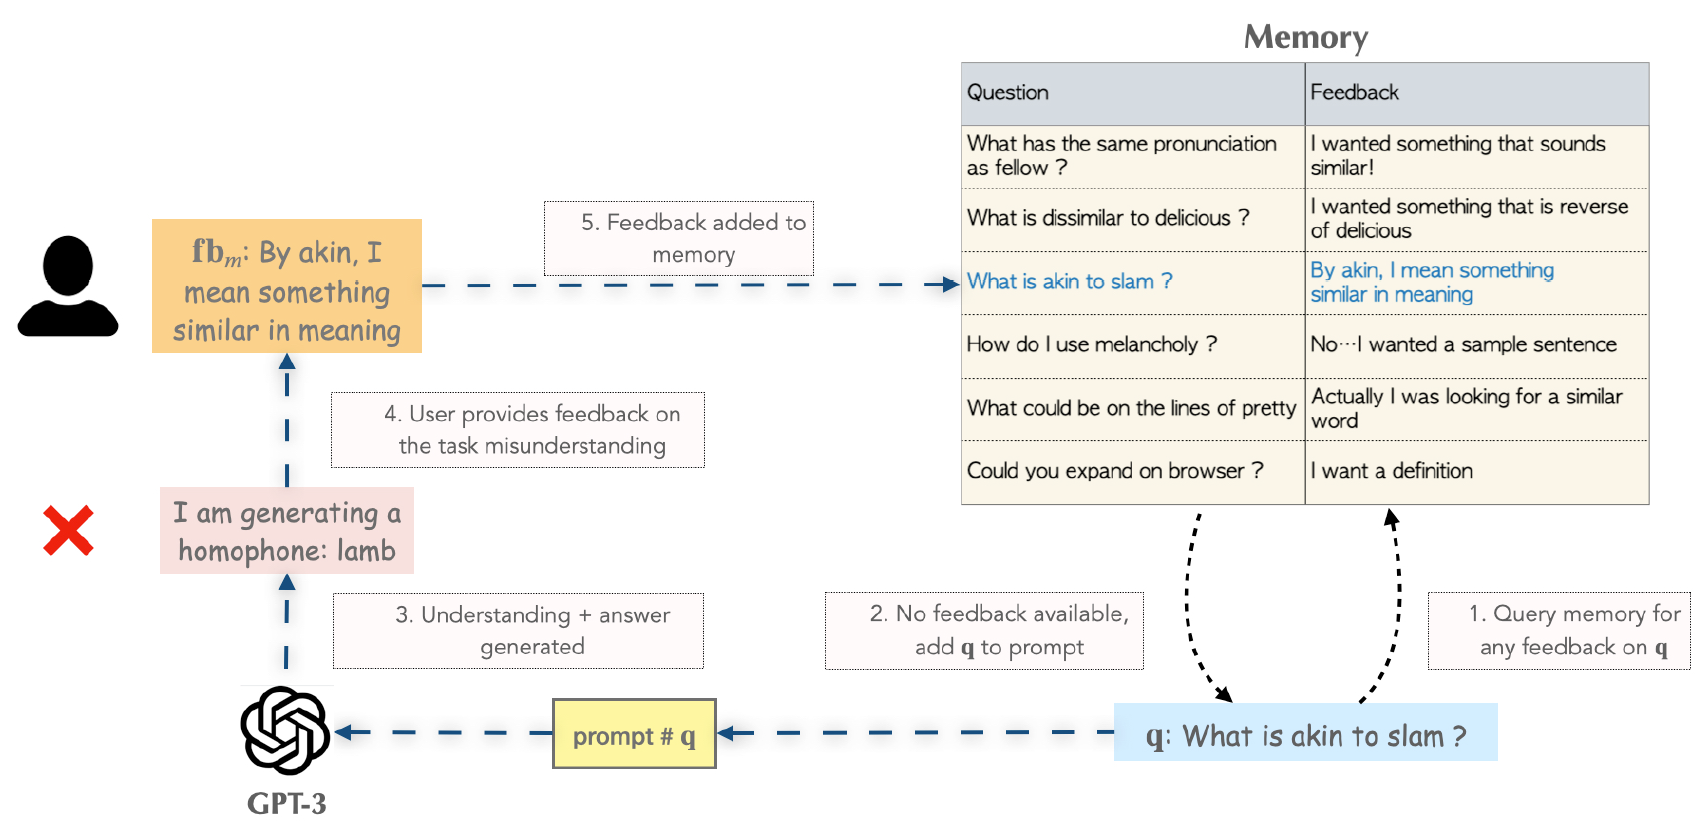 Memory
Question
Feedback
What has the same pronunciation
as fellow ?
I wanted something that sounds
similar!
What is dissimilar to delicious ?
I wanted something that is reverse
of delicious
What is akin to slam ?
By akin, I mean something
similar in meaning
How do I use melancholy ?
No···I wanted a sample sentence
What could be on the lines of pretty
Actually I was looking for a similar
word
Could you expand on browser ?
I want a definition
5. Feedback added to
memory
fbm: By akin, I
mean something
similar in meaning
4. User provides feedback on
the task misunderstanding
I am generating a
homophone: lamb
3. Understanding + answer
generated
2. No feedback available,
add q to prompt
1. Query memory for
any feedback on q
GPT-3
prompt # q
q: What is akin to slam ?